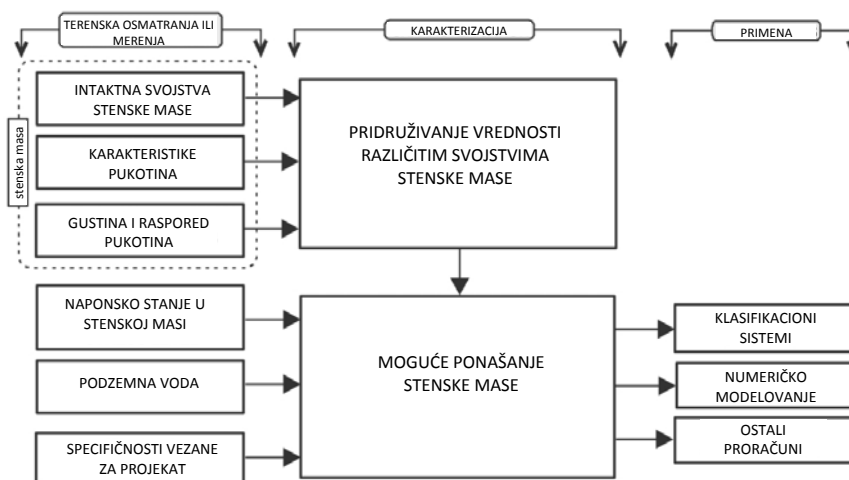 TERENSKA OSMATRANJA ILI
MERENJA
KARAKTERIZACIJA
PRIMENA
stenska masa
INTAKTNA SVOJSTVA
STENSKE MASE
KARAKTERISTIKE
PUKOTINA
GUSTINA I RASPORED
PUKOTINA
PRIDRUŽIVANJE VREDNOSTI
RAZLIČITIM SVOJSTVIMA
STENSKE MASE
NAPONSKO STANJE U
STENSKOJ MASI
PODZEMNA VODA
SPECIFIČNOSTI VEZANE
ZA PROJEKAT
MOGUĆE PONAŠANJE
STENSKE MASE
KLASIFIKACIONI
SISTEMI
NUMERIČKO
MODELOVANJE
OSTALI
PRORAČUNI